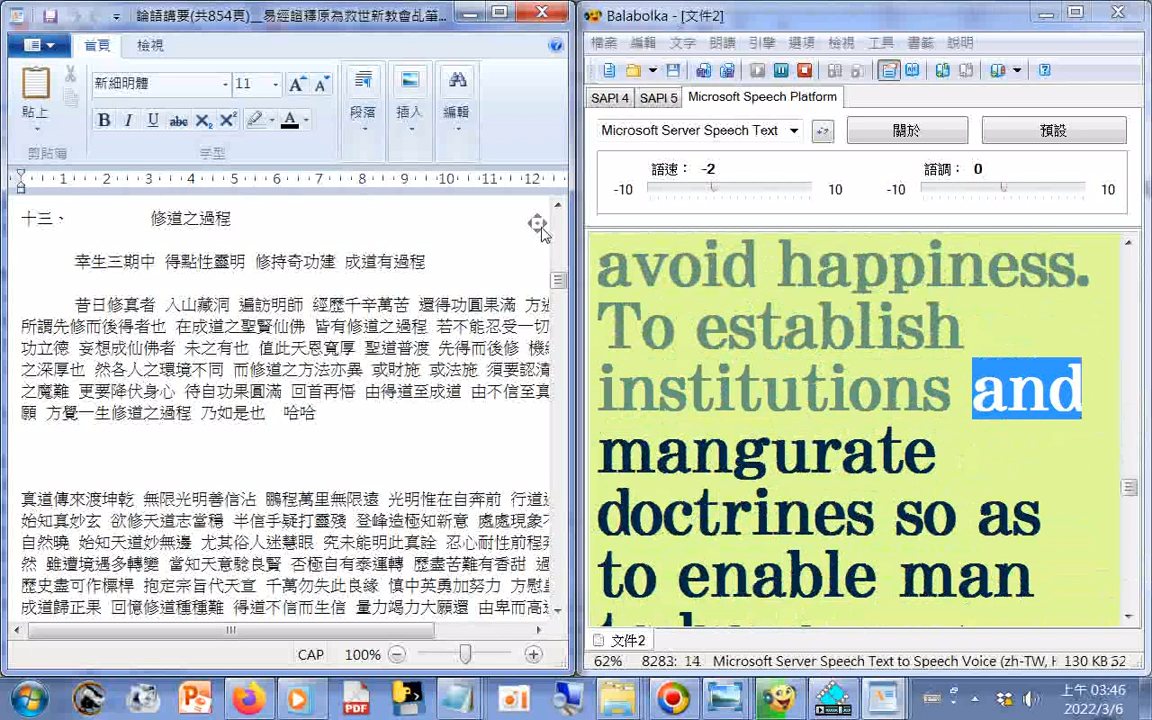 論語講要(共854頁)__易經證釋原為救世新教會乩筆...
首頁
檢視
新細明體
11
貼上
段落
插入
編輯
B I U abc X₂ X² A
剪貼簿
字型
1 2 3 4 5 6 7 8 9 10 11 12
十三、 修道之過程
幸生三期中 得點性靈明 修持奇功建 成道有過程
昔日修真者 入山藏洞 遍訪明師 經歷千辛萬苦 還得功圓果滿 方
所謂先修而後得者也 在成道之聖賢仙佛 皆有修道之過程 若不能忍受一切
功立德 妄想成仙佛者 未之有也 值此天恩寬厚 聖道普渡 先得而後修 機
之深厚也 然各人之環境不同 而修道之方法亦異 或財施 或法施 須要認清
之魔難 更要降伏身心 待自功果圓滿 回首再悟 由得道至成道 由不信至真
願 方覺一生修道之過程 乃如是也 哈哈
真道傳來渡坤乾 無限光明善信沾 鵬程萬里無限遠 光明惟在自奔前 行道
始知真妙玄 欲修天道志當穩 半信半疑打靈殘 登峰造極知新意 處處現象
自然曉 始知天道妙無邊 尤其俗人迷慧眼 究未能明此真詮 忍心耐性前程
然 雖遭境遇多轉變 當知天意驗良賢 否極自有泰運轉 歷盡苦難有香甜
歷史盡可作標桿 抱定宗旨代天宣 千萬勿失此良緣 慎中英勇加努力 方慰
成道歸正果 回憶修道種種難 得道不信而生信 量力竭力大願還 由卑而高
CAP 100%
Balabolka - [文件2]
檔案 編輯 文字 朗讀 引擎 選項 檢視 工具 書籤 說明
SAPI 4 SAPI 5 Microsoft Speech Platform
Microsoft Server Speech Text
關於
預設
語速： -2
語調： 0
-10 10 -10 10
avoid happiness.
To establish
institutions and
mangurate
doctrines so as
to enable man
文件2
62% 8283: 14 Microsoft Server Speech Text to Speech Voice (zh-TW, H 130 KB
上午 03:46
2022/3/6